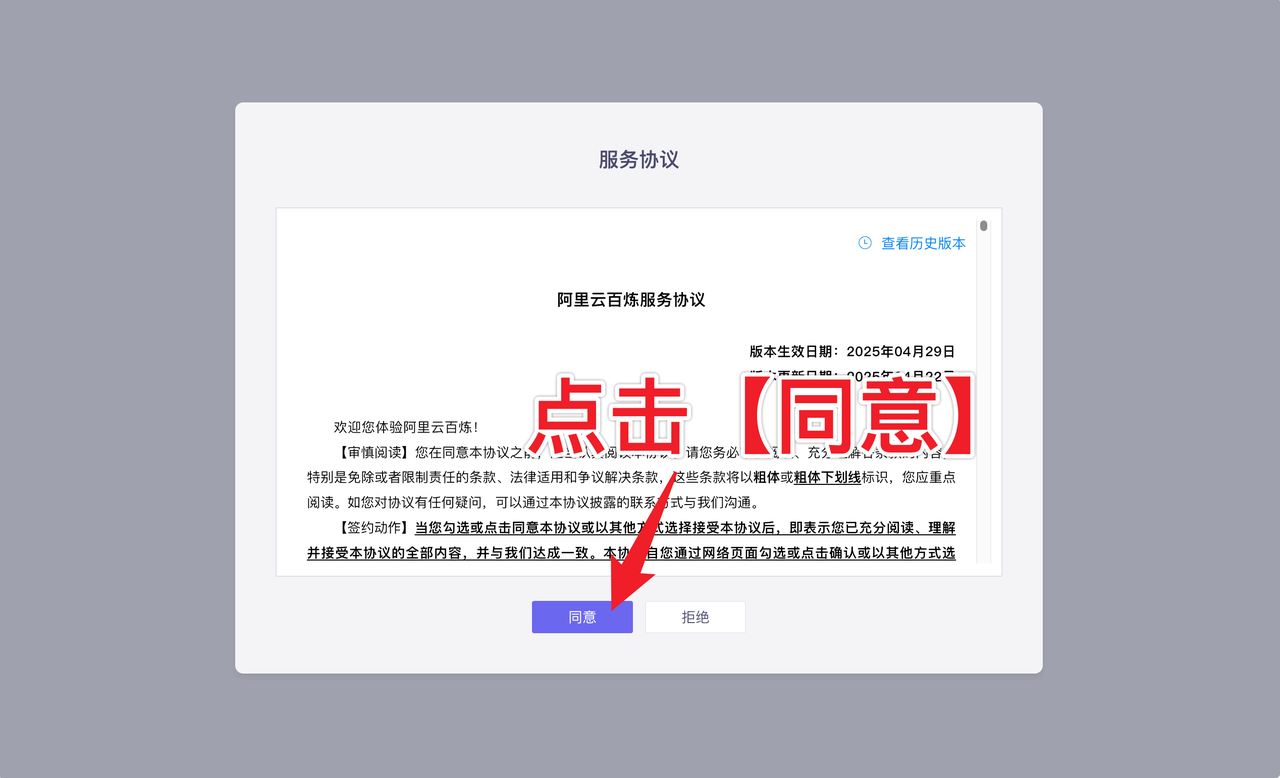 服务协议
查看历史版本
阿里云百炼服务协议
版本生效日期：2025年04月29日
版本更新日期：2025年04月22日
点击【同意】
欢迎您体验阿里云百炼！
【审慎阅读】您在同意本协议之前，请您务必
特别是免除或者限制责任的条款、法律适用和争议解决条款，这些条款将以粗体或粗体下划线标识，您应重点
阅读。如您对协议有任何疑问，可以通过本协议披露的联系方式与我们沟通。
【签约动作】当您勾选或点击同意本协议或以其他方式选择接受本协议后，即表示您已充分阅读、理解
并接受本协议的全部内容，并与我们达成一致。本协议自您通过网络页面勾选或点击确认或以其他方式选
同意
拒绝